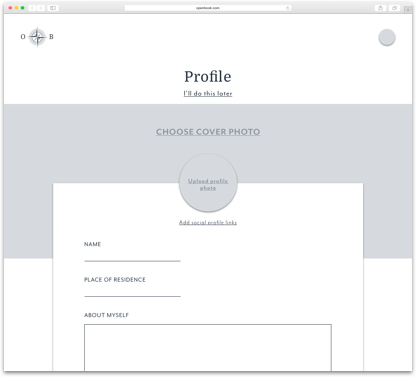 openbook.com
O B
Profile
I'll do this later
CHOOSE COVER PHOTO
Upload profile
photo
Add social profile links
NAME
PLACE OF RESIDENCE
ABOUT MYSELF